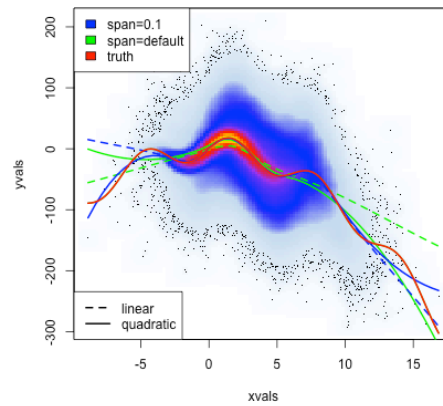 span=0.1
span=default
truth
200
100
0
-100
-200
-300
yvals
linear
quadratic
-5
0
5
10
15
xvals